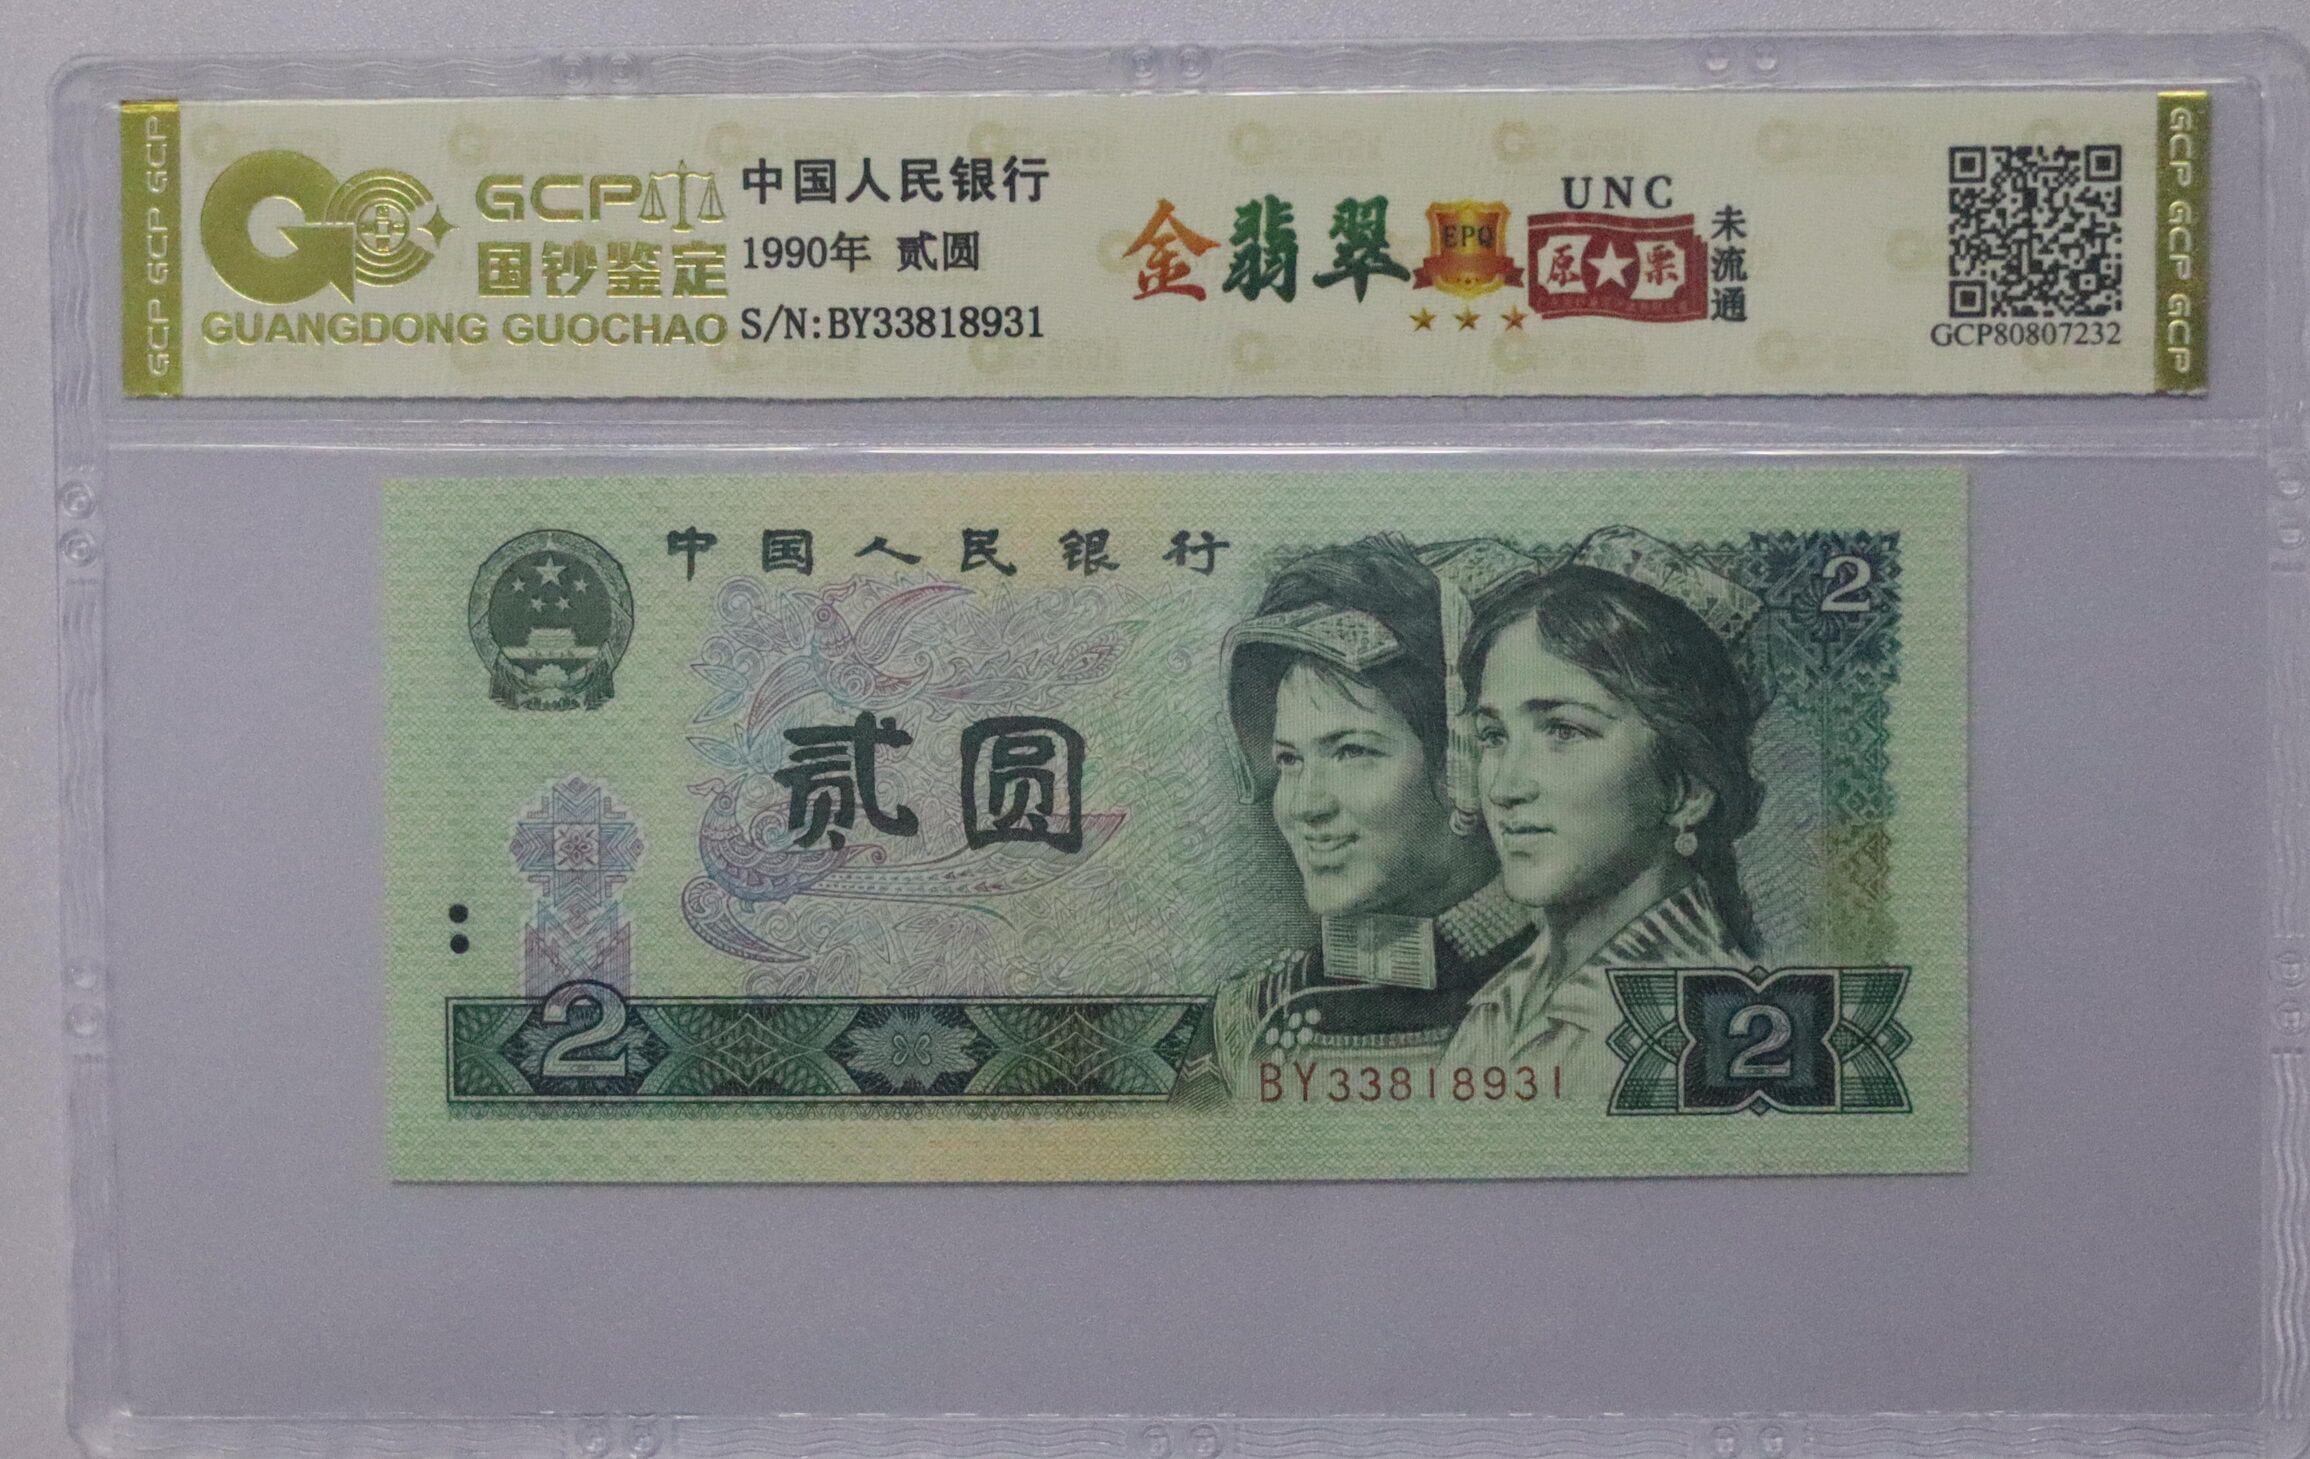 GCP GCP GCP
GCP
国钞鉴定
GUANGDONG GUOCHAO
中国人民银行
1990年 贰圆
S/N:BY33818931
金翡翠
EPQ
UNC
原票
未流通
GCP80807232
GCP GCP GCP
中国人民银行
2
贰圆
2
BY33818931
2